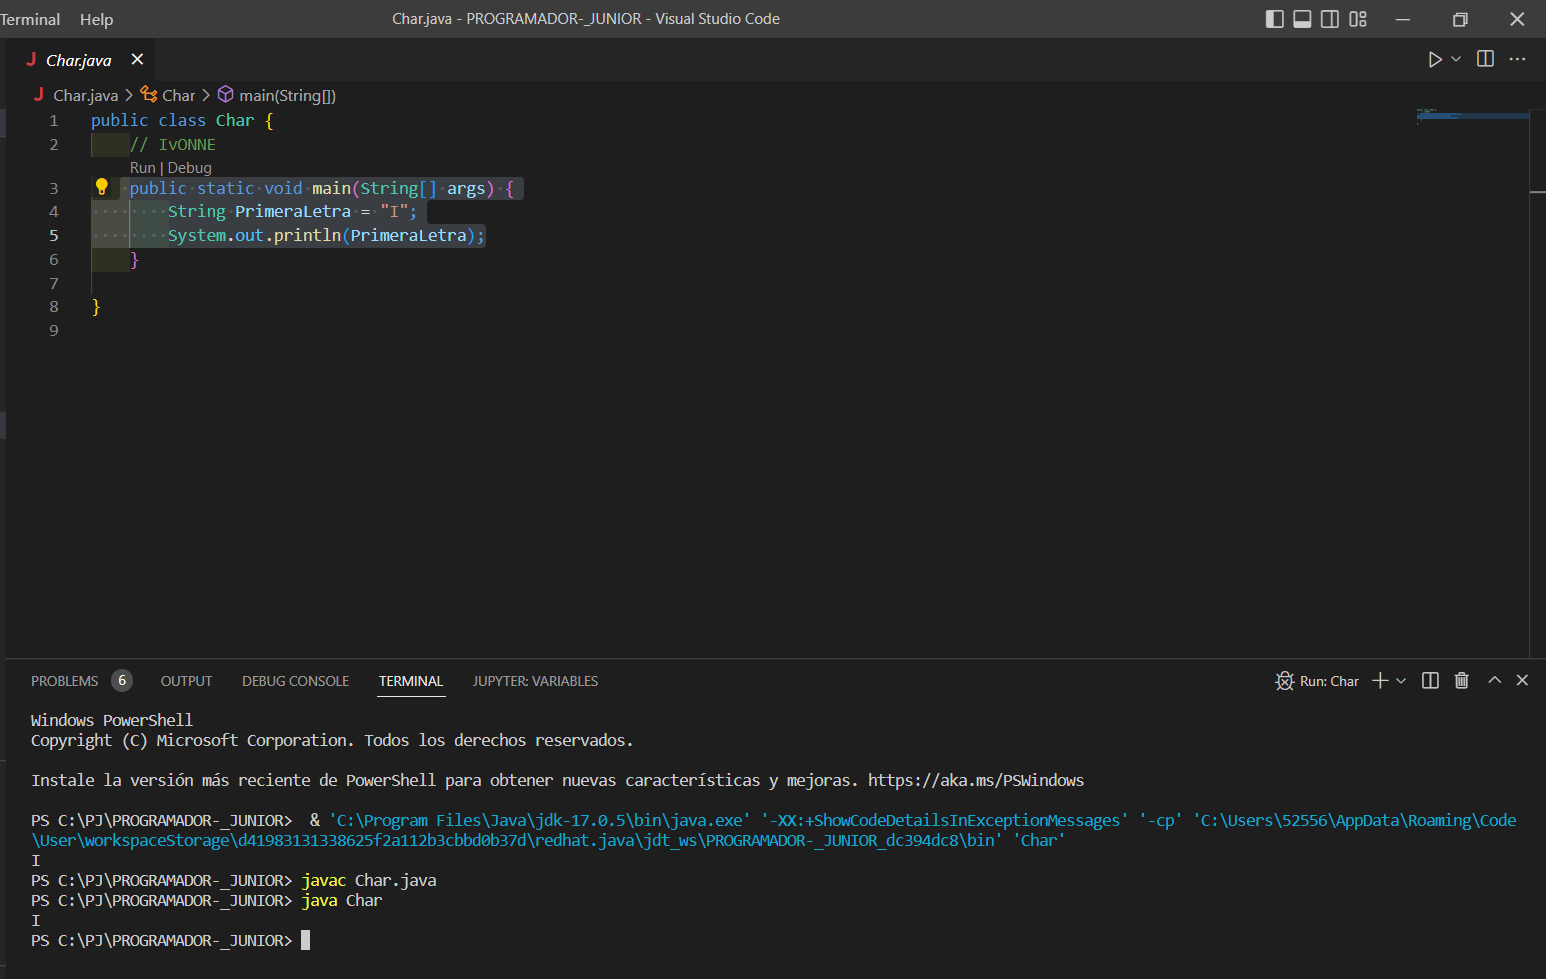 Terminal Help Char.java - PROGRAMADOR-_JUNIOR - Visual Studio Code
J Char.java
J Char.java > Char > main(String[])
1 public class Char {
2 // IvONNE
Run | Debug
3 public static void main(String[] args) {
4 String PrimeraLetra = "I";
5 System.out.println(PrimeraLetra);
6 }
7
8 }
9
PROBLEMS 6 OUTPUT DEBUG CONSOLE TERMINAL JUPYTER: VARIABLES Run: Char
Windows PowerShell
Copyright (C) Microsoft Corporation. Todos los derechos reservados.
Instale la versión más reciente de PowerShell para obtener nuevas características y mejoras. https://aka.ms/PSWindows
PS C:\PJ\PROGRAMADOR-_JUNIOR>  & 'C:\Program Files\Java\jdk-17.0.5\bin\java.exe' '-XX:+ShowCodeDetailsInExceptionMessages' '-cp' 'C:\Users\52556\AppData\Roaming\Code
\User\workspaceStorage\d41983131338625f2a112b3cbbd0b37d\redhat.java\jdt_ws\PROGRAMADOR-_JUNIOR_dc394dc8\bin' 'Char'
I
PS C:\PJ\PROGRAMADOR-_JUNIOR> javac Char.java
PS C:\PJ\PROGRAMADOR-_JUNIOR> java Char
I
PS C:\PJ\PROGRAMADOR-_JUNIOR>